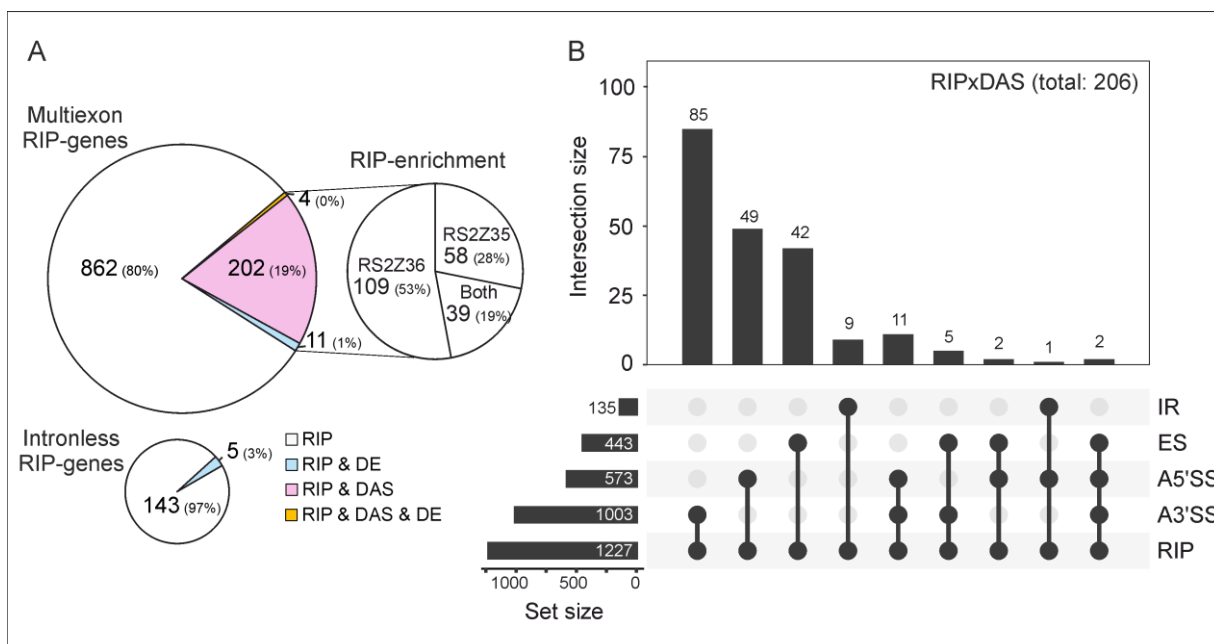 A
Multiexon
RIP-genes
862 (80%)
4 (0%)
202 (19%)
11 (1%)
RIP-enrichment
RS2Z35
58 (28%)
RS2Z36
109 (53%)
Both
39 (19%)
Intronless
RIP-genes
5 (3%)
143 (97%)
RIP
RIP & DE
RIP & DAS
RIP & DAS & DE
B
RIPxDAS (total: 206)
Intersection size
100
75
50
25
0
85
49
42
9
11
5
2
1
2
135
443
573
1003
1227
IR
ES
A5'SS
A3'SS
RIP
1000
500
0
Set size